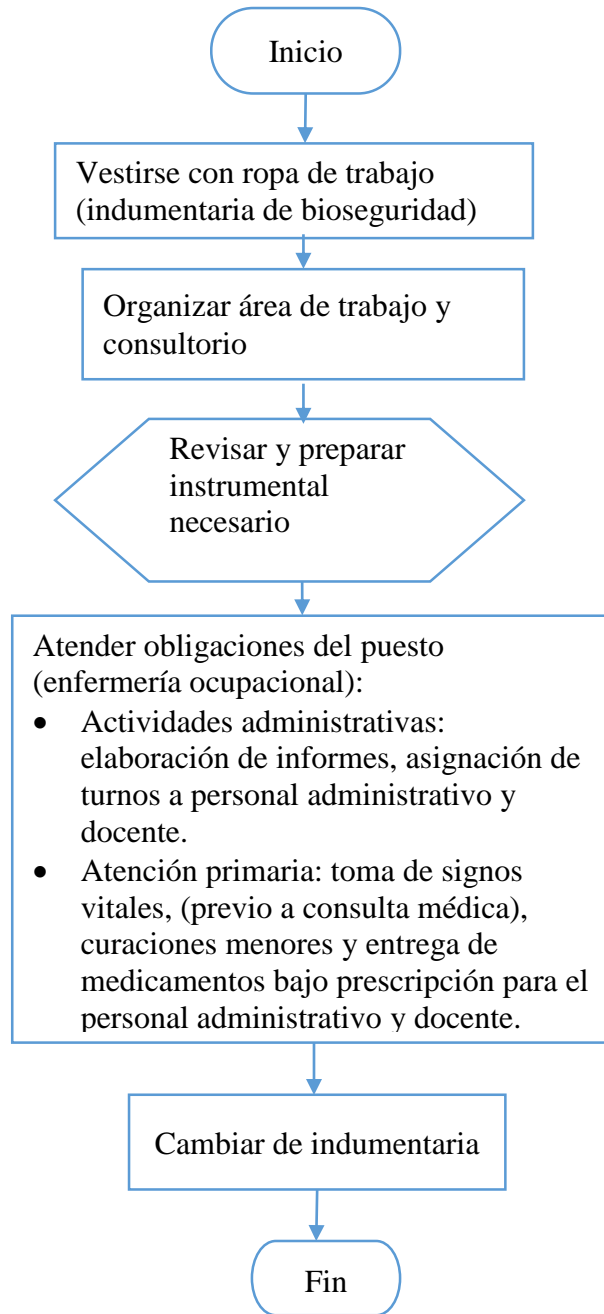 Inicio
Vestirse con ropa de trabajo
(indumentaria de bioseguridad)
Organizar área de trabajo y
consultorio
Revisar y preparar
instrumental
necesario
Atender obligaciones del puesto
(enfermería ocupacional):
• Actividades administrativas:
elaboración de informes, asignación de
turnos a personal administrativo y
docente.
• Atención primaria: toma de signos
vitales, (previo a consulta médica),
curaciones menores y entrega de
medicamentos bajo prescripción para el
personal administrativo y docente.
Cambiar de indumentaria
Fin